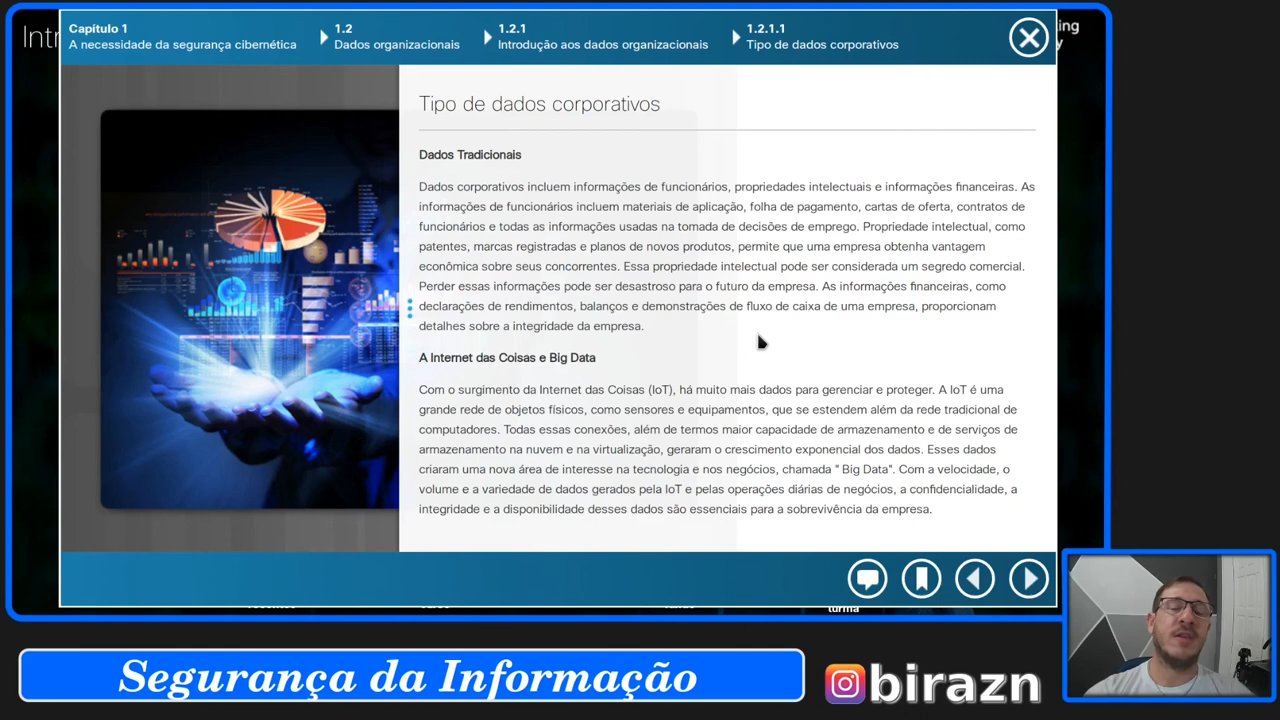 Capítulo 1
A necessidade da segurança cibernética
1.2
Dados organizacionais
1.2.1
Introdução aos dados organizacionais
1.2.1.1
Tipo de dados corporativos
Tipo de dados corporativos
Dados Tradicionais
Dados corporativos incluem informações de funcionários, propriedades intelectuais e informações financeiras. As
informações de funcionários incluem materiais de aplicação, folha de pagamento, cartas de oferta, contratos de
funcionários e todas as informações usadas na tomada de decisões de emprego. Propriedade intelectual, como
patentes, marcas registradas e planos de novos produtos, permite que uma empresa obtenha vantagem
econômica sobre seus concorrentes. Essa propriedade intelectual pode ser considerada um segredo comercial.
Perder essas informações pode ser desastroso para o futuro da empresa. As informações financeiras, como
declarações de rendimentos, balanços e demonstrações de fluxo de caixa de uma empresa, proporcionam
detalhes sobre a integridade da empresa.
A Internet das Coisas e Big Data
Com o surgimento da Internet das Coisas (IoT), há muito mais dados para gerenciar e proteger. A IoT é uma
grande rede de objetos físicos, como sensores e equipamentos, que se estendem além da rede tradicional de
computadores. Todas essas conexões, além de termos maior capacidade de armazenamento e de serviços de
armazenamento na nuvem e na virtualização, geraram o crescimento exponencial dos dados. Esses dados
criaram uma nova área de interesse na tecnologia e nos negócios, chamada " Big Data". Com a velocidade, o
volume e a variedade de dados gerados pela IoT e pelas operações diárias de negócios, a confidencialidade, a
integridade e a disponibilidade desses dados são essenciais para a sobrevivência da empresa.
turma
Segurança da Informação
birazn